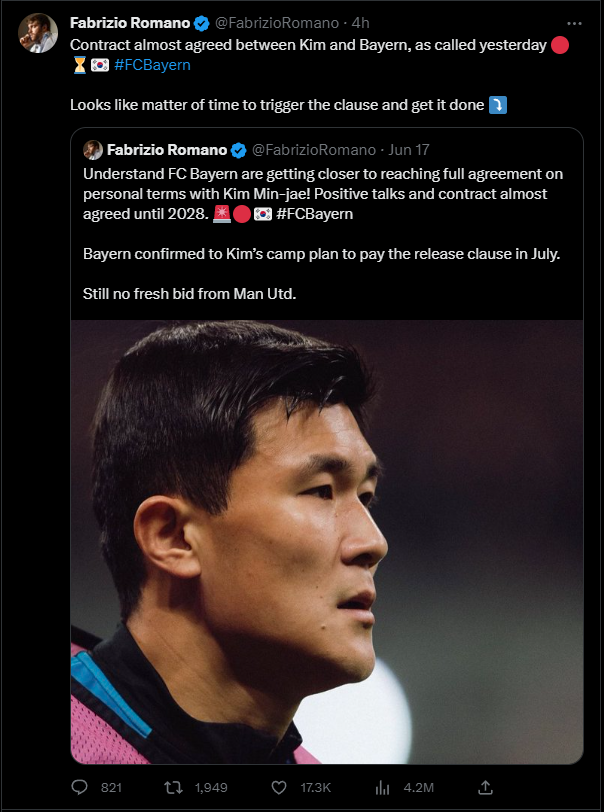 Fabrizio Romano @FabrizioRomano · 4h
Contract almost agreed between Kim and Bayern, as called yesterday 🔴
⏳🇰🇷 #FCBayern
Looks like matter of time to trigger the clause and get it done ⤵️
Fabrizio Romano @FabrizioRomano · Jun 17
Understand FC Bayern are getting closer to reaching full agreement on
personal terms with Kim Min-jae! Positive talks and contract almost
agreed until 2028. 🚨🔴🇰🇷 #FCBayern
Bayern confirmed to Kim’s camp plan to pay the release clause in July.
Still no fresh bid from Man Utd.
821 1,949 17.3K 4.2M